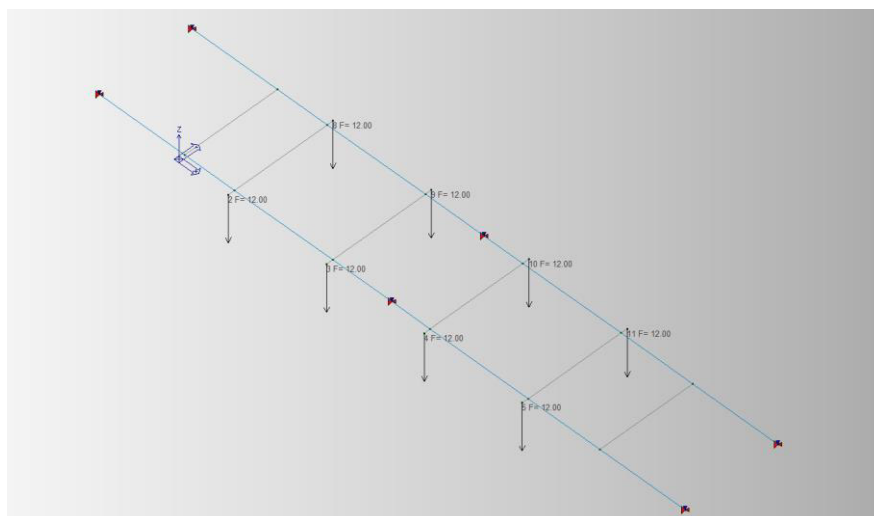 8 F= 12.00
Z
2 F= 12.00
9 F= 12.00
3 F= 12.00
10 F= 12.00
4 F= 12.00
11 F= 12.00
5 F= 12.00